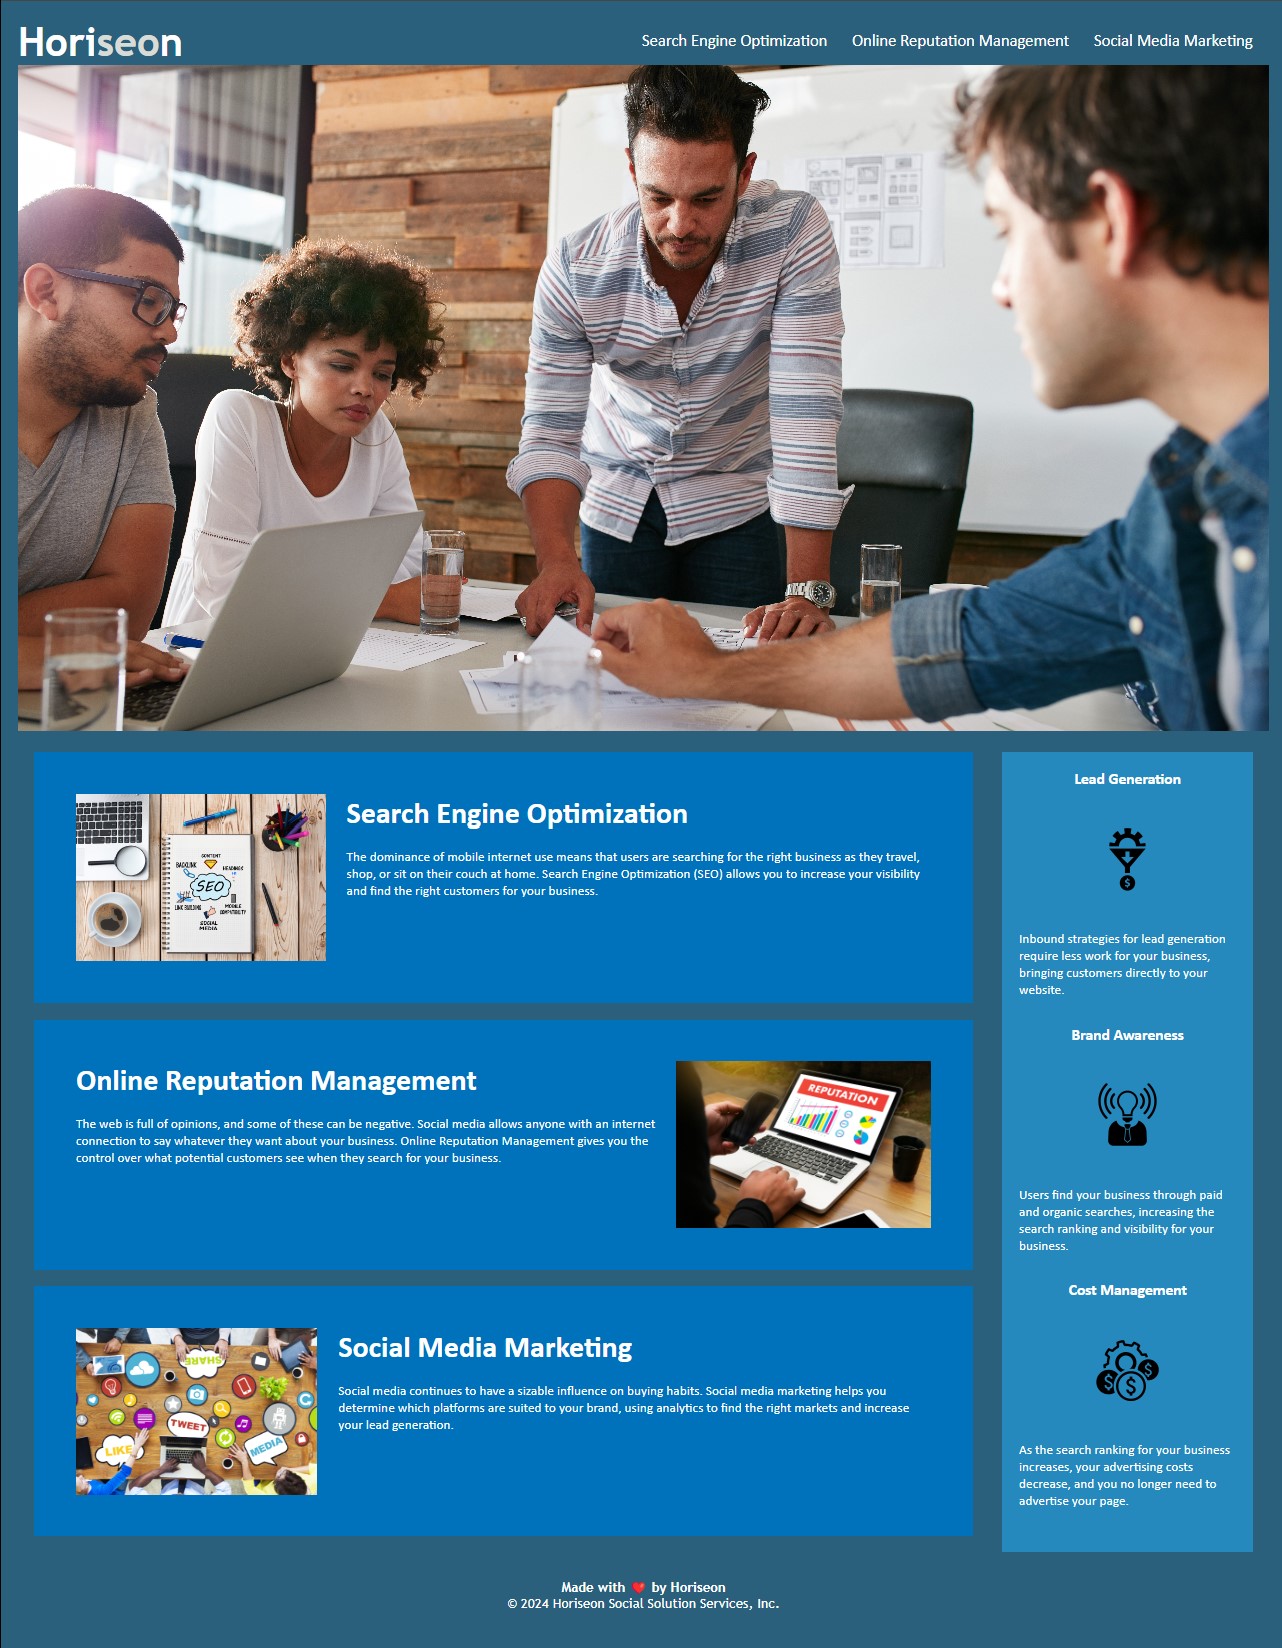 Horiseon
Search Engine Optimization Online Reputation Management Social Media Marketing
Search Engine Optimization
The dominance of mobile internet use means that users are searching for the right business as they travel,
shop, or sit on their couch at home. Search Engine Optimization (SEO) allows you to increase your visibility
and find the right customers for your business.
CONTENT
BACKLINK
HEADINGS
SEO
LINK BUILDING
MOBILE
COMPATIBILITY
SOCIAL
MEDIA
Online Reputation Management
The web is full of opinions, and some of these can be negative. Social media allows anyone with an internet
connection to say whatever they want about your business. Online Reputation Management gives you the
control over what potential customers see when they search for your business.
REPUTATION
Social Media Marketing
Social media continues to have a sizable influence on buying habits. Social media marketing helps you
determine which platforms are suited to your brand, using analytics to find the right markets and increase
your lead generation.
SHARE
TWEET
LIKE
MEDIA
Lead Generation
$
Inbound strategies for lead generation
require less work for your business,
bringing customers directly to your
website.
Brand Awareness
Users find your business through paid
and organic searches, increasing the
search ranking and visibility for your
business.
Cost Management
$ $ $
As the search ranking for your business
increases, your advertising costs
decrease, and you no longer need to
advertise your page.
Made with ❤️ by Horiseon
© 2024 Horiseon Social Solution Services, Inc.